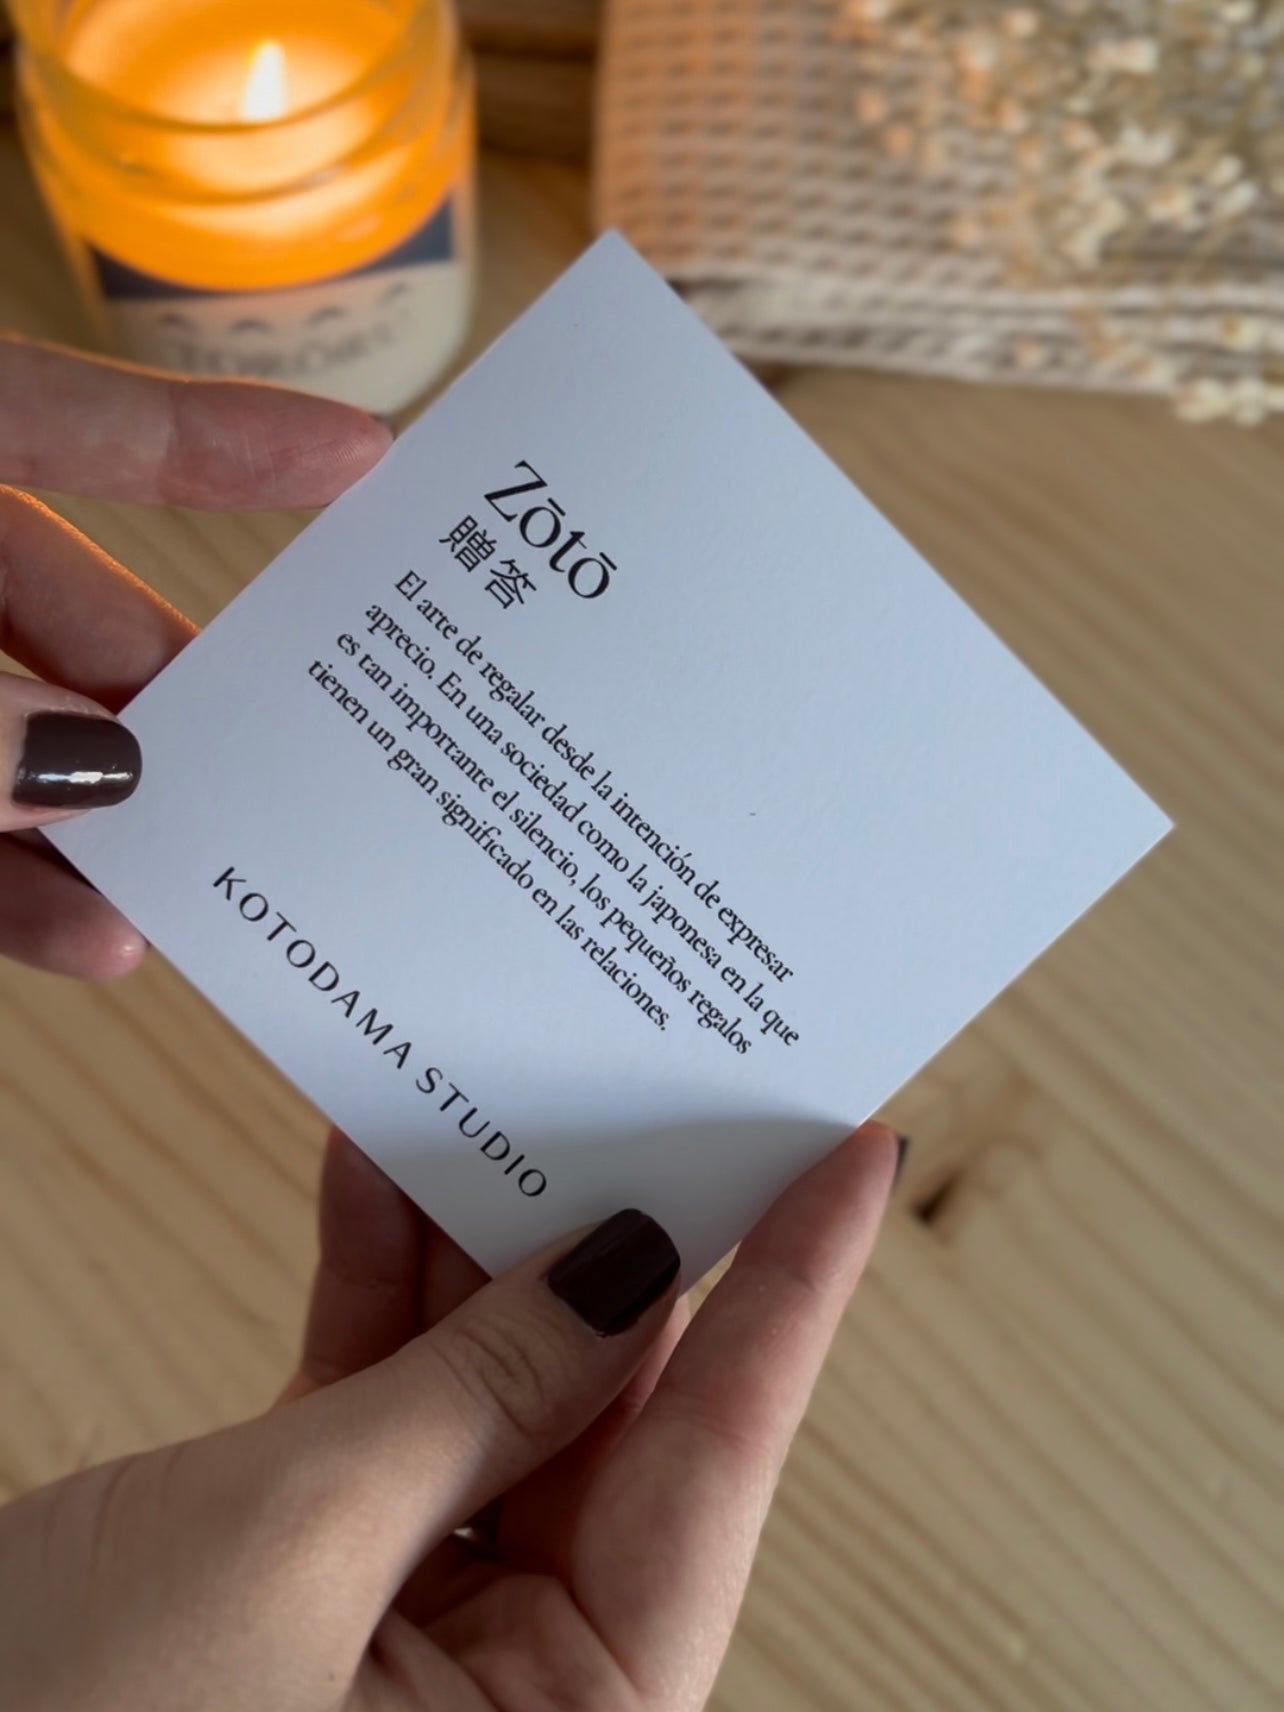 Zōtō
贈答
El arte de regalar desde la intención de expresar
aprecio. En una sociedad como la japonesa en la que
es tan importante el silencio, los pequeños regalos
tienen un gran significado en las relaciones.
KOTODAMA STUDIO